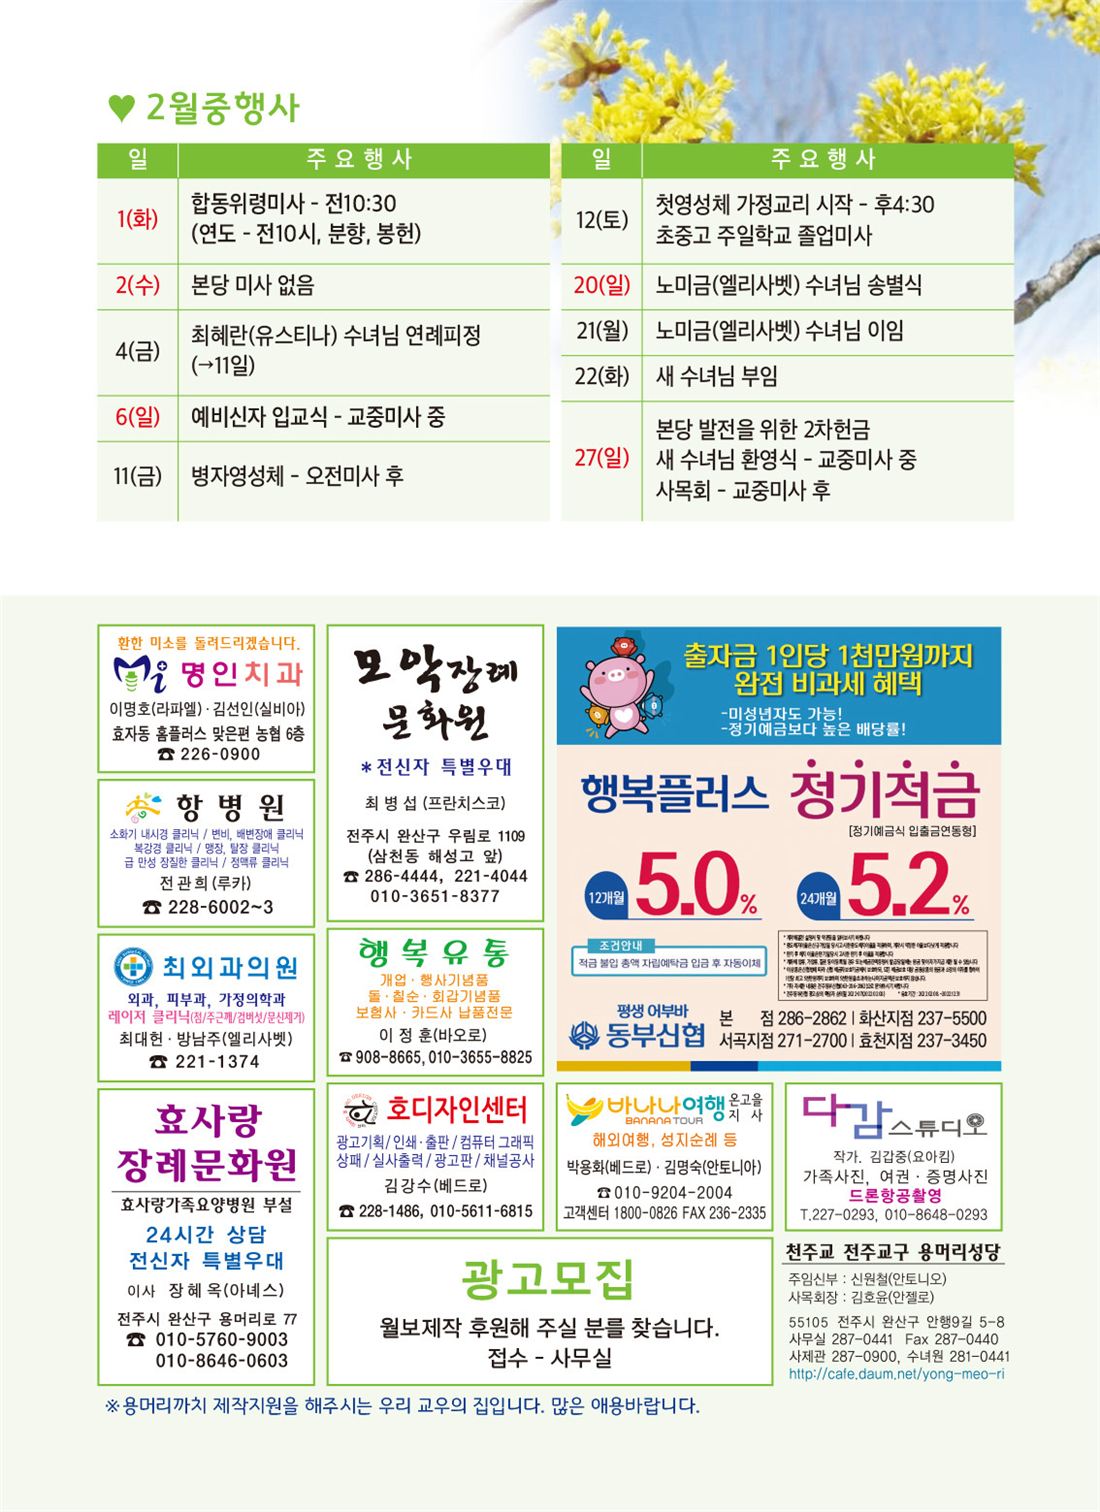 ♥ 2월중행사
일 주요행사
1(화) 합동위령미사 - 전10:30
(연도 - 전10시, 분향, 봉헌)
2(수) 본당 미사 없음
4(금) 최혜란(유스티나) 수녀님 연례피정
(→11일)
6(일) 예비신자 입교식 - 교중미사 중
11(금) 병자영성체 - 오전미사 후
일 주요행사
12(토) 첫영성체 가정교리 시작 - 후4:30
초중고 주일학교 졸업미사
20(일) 노미금(엘리사벳) 수녀님 송별식
21(월) 노미금(엘리사벳) 수녀님 이임
22(화) 새 수녀님 부임
27(일) 본당 발전을 위한 2차헌금
새 수녀님 환영식 - 교중미사 중
사목회 - 교중미사 후
환한 미소를 돌려드리겠습니다.
Mi 명인치과
이명호(라파엘)·김선인(실비아)
효자동 홈플러스 맞은편 농협 6층
☎ 226-0900
항병원
소화기 내시경 클리닉 / 변비, 배변장애 클리닉
복강경 클리닉 / 맹장, 탈장 클리닉
급 만성 장질환 클리닉 / 정맥류 클리닉
전관희(루카)
☎ 228-6002~3
최외과의원
외과, 피부과, 가정의학과
레이저 클리닉(점/주근깨/검버섯/문신제거)
최대헌·방남주(엘리사벳)
☎ 221-1374
효사랑
장례문화원
효사랑가족요양병원 부설
24시간 상담
전신자 특별우대
이사 장혜옥(아녜스)
전주시 완산구 용머리로 77
☎ 010-5760-9003
010-8646-0603
모악장례
문화원
*전신자 특별우대
최병섭(프란치스코)
전주시 완산구 우림로 1109
(삼천동 해성고 앞)
☎ 286-4444, 221-4044
010-3651-8377
행복유통
개업·행사기념품
돌·칠순·회갑기념품
보험사·카드사 납품전문
이정훈(바오로)
☎ 908-8665, 010-3655-8825
호디자인센터
광고기획/인쇄·출판/컴퓨터 그래픽
상패/실사출력/광고판/채널공사
김강수(베드로)
☎ 228-1486, 010-5611-6815
출자금 1인당 1천만원까지
완전 비과세 혜택
-미성년자도 가능!
-정기예금보다 높은 배당률!
행복플러스 정기적금
[정기예금식 입출금연동형]
12개월 5.0%
24개월 5.2%
조건안내
적금 불입 총액 자립예탁금 입금 후 자동이체
평생 어부바
동부신협
본 점 286-2862 | 화산지점 237-5500
서곡지점 271-2700 | 효천지점 237-3450
바나나여행 온고을
지사
BANANA TOUR
해외여행, 성지순례 등
박용화(베드로)·김명숙(안토니아)
☎ 010-9204-2004
고객센터 1800-0826 FAX 236-2335
다감스튜디오
작가. 김갑중(요아킴)
가족사진, 여권·증명사진
드론항공촬영
T.227-0293, 010-8648-0293
광고모집
월보제작 후원해 주실 분를 찾습니다.
접수 - 사무실
천주교 전주교구 용머리성당
주임신부 : 신원철(안토니오)
사목회장 : 김호윤(안젤로)
55105 전주시 완산구 안행9길 5-8
사무실 287-0441 Fax 287-0440
사제관 287-0900, 수녀원 281-0441
http://cafe.daum.net/yong-meo-ri
※용머리까치 제작지원을 해주시는 우리 교우의 집입니다. 많은 애용바랍니다.